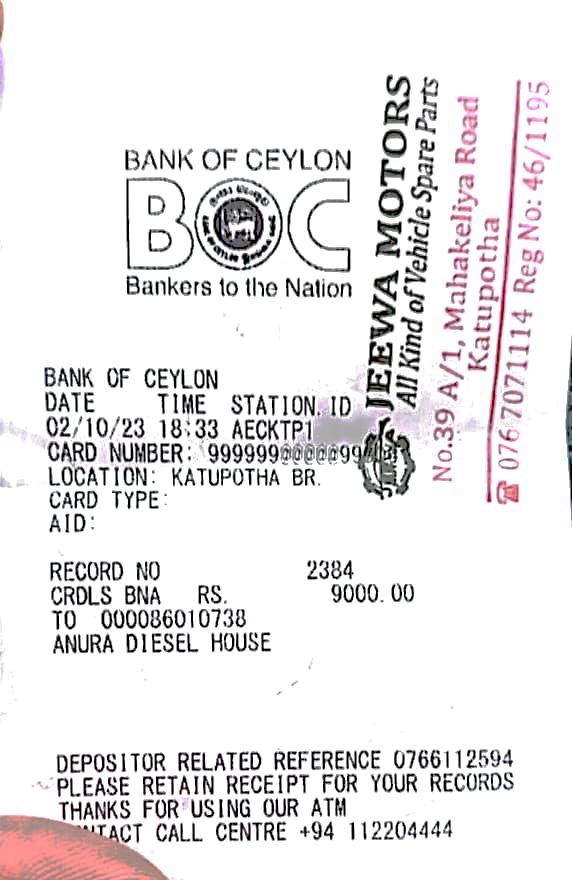 BANK OF CEYLON
BOC
Bankers to the Nation
JEEWA MOTORS
All Kind of Vehicle Spare Parts
No.39 A/1, Mahakeliya Road
Katupotha
☎ 076 7071114 Reg No: 46/1195
BANK OF CEYLON
DATE TIME STATION.ID
02/10/23 18:33 AECKTP1
CARD NUMBER:
LOCATION: KATUPOTHA BR.
CARD TYPE:
AID:
RECORD NO 2384
CRDLS BNA RS. 9000.00
TO 000086010738
ANURA DIESEL HOUSE
DEPOSITOR RELATED REFERENCE 0766112594
PLEASE RETAIN RECEIPT FOR YOUR RECORDS
THANKS FOR USING OUR ATM
CALL CENTRE +94 112204444